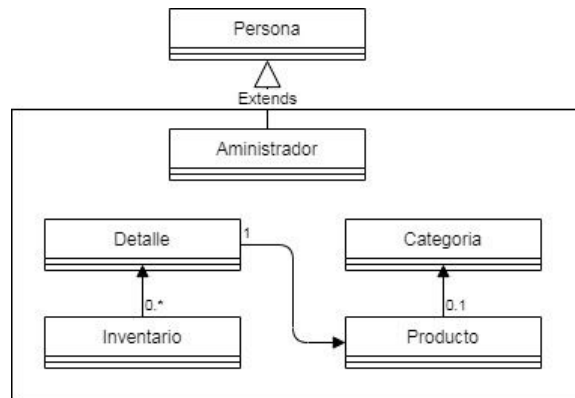 Persona
Extends
Aministrador
Detalle
1
Categoria
0.*
0.1
Inventario
Producto